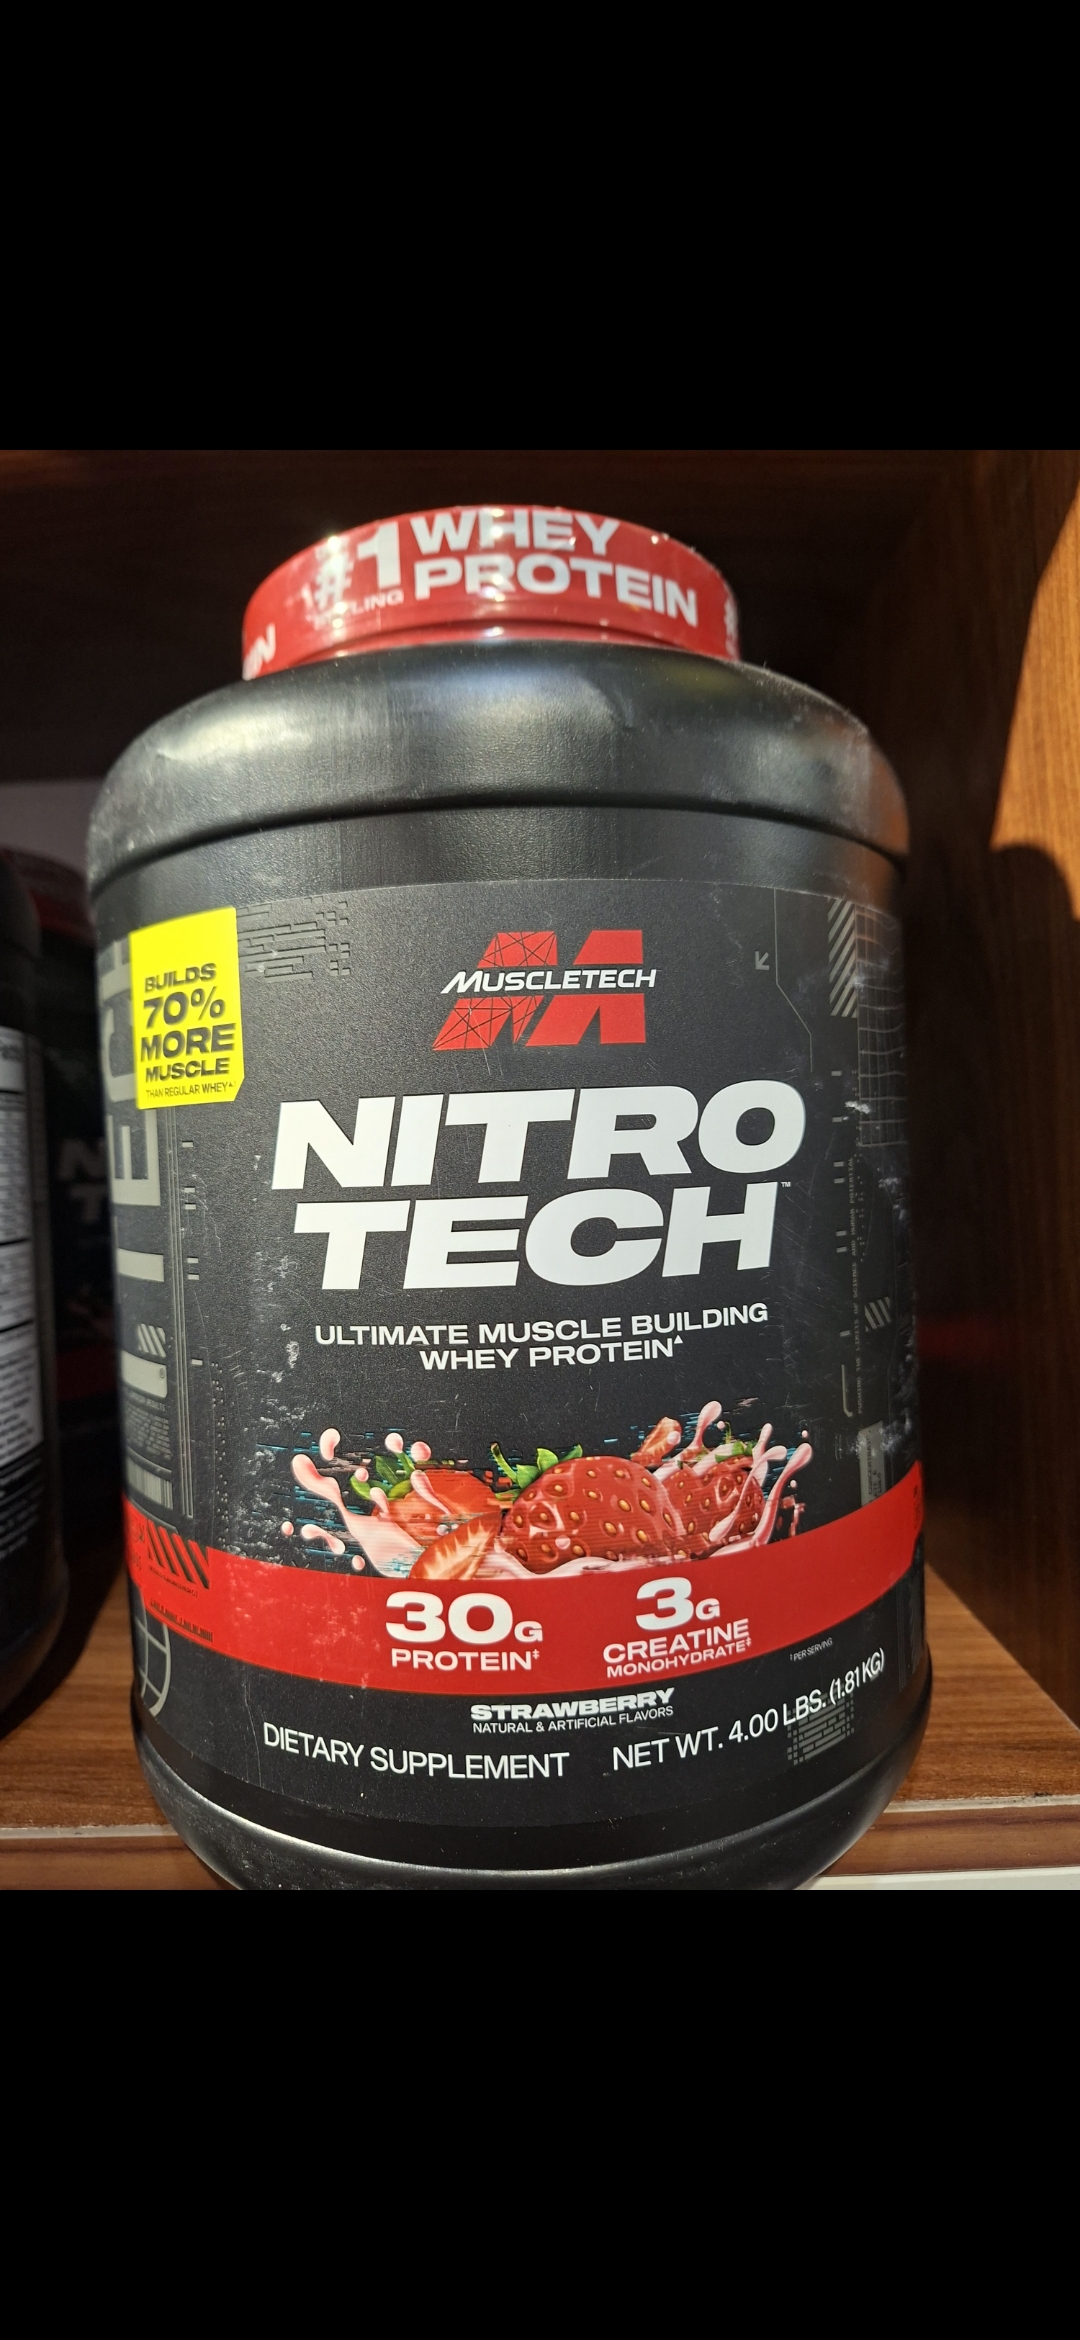 #1 WHEY
PROTEIN
BUILDS
70%
MORE
MUSCLE
THAN REGULAR WHEY▲
MUSCLETECH
NITRO
TECH™
ULTIMATE MUSCLE BUILDING
WHEY PROTEIN▲
30G
PROTEIN‡
3G
CREATINE
MONOHYDRATE‡
‡PER SERVING
STRAWBERRY
NATURAL & ARTIFICIAL FLAVORS
DIETARY SUPPLEMENT
NET WT. 4.00 LBS. (1.81 KG)